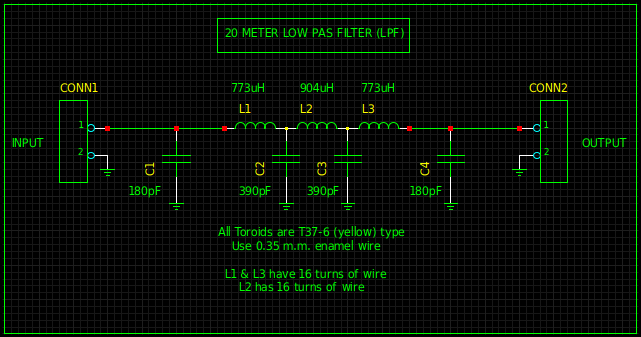 20 METER LOW PAS FILTER (LPF)
CONN1
773uH
904uH
773uH
CONN2
L1
L2
L3
1
1
INPUT
2
C1
C2
C3
C4
2
OUTPUT
180pF
390pF
390pF
180pF
All Toroids are T37-6 (yellow) type
Use 0.35 m.m. enamel wire
L1 & L3 have 16 turns of wire
L2 has 16 turns of wire